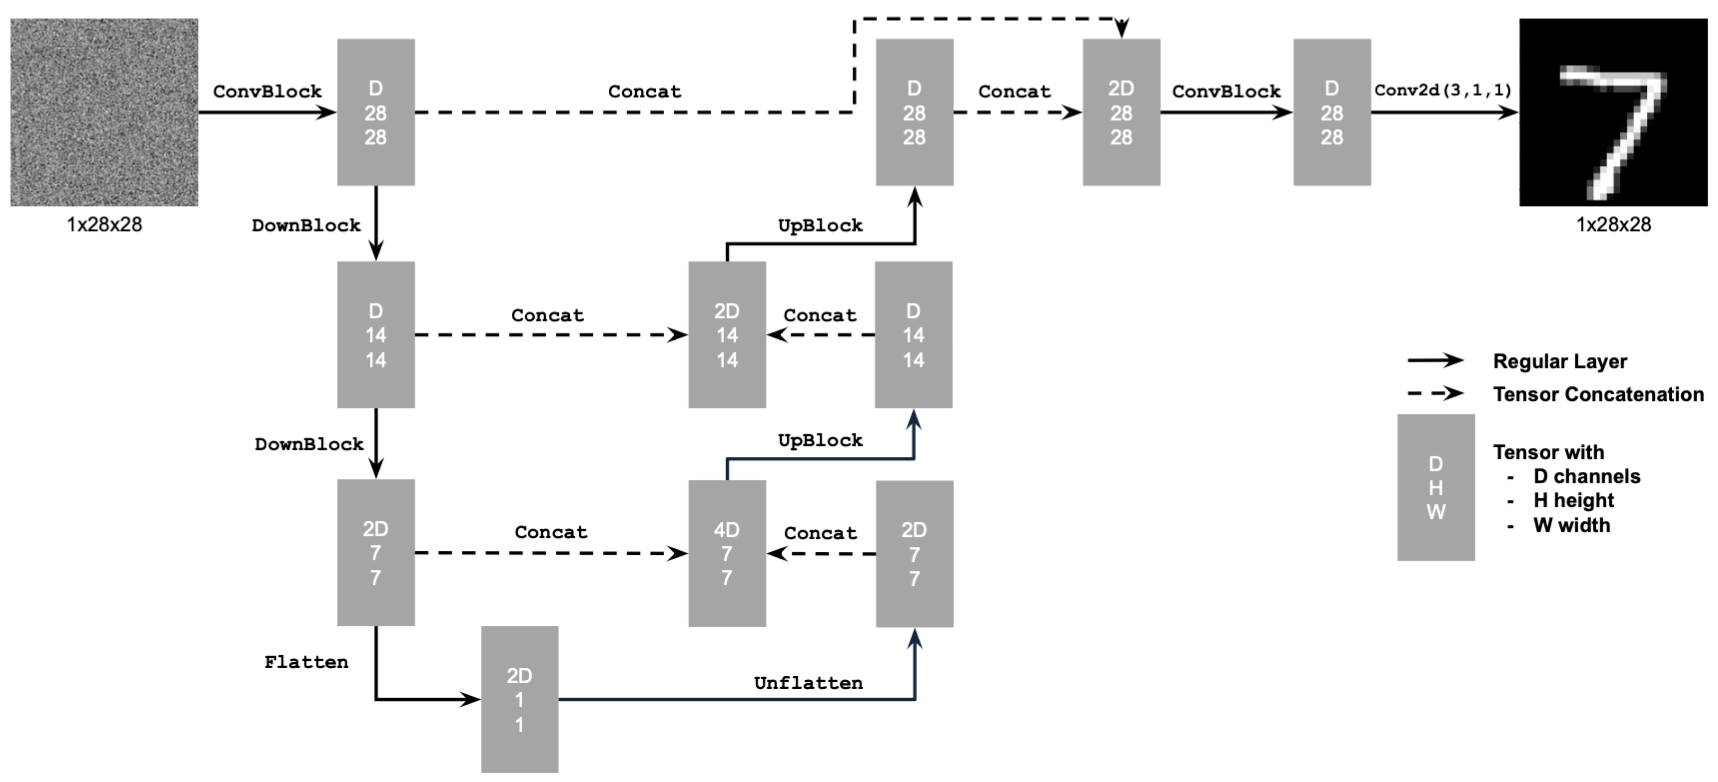 ConvBlock
D
28
28
Concat
D
28
28
Concat
2D
28
28
ConvBlock
D
28
28
Conv2d(3,1,1)
1x28x28
1x28x28
DownBlock
UpBlock
D
14
14
Concat
2D
14
14
Concat
D
14
14
DownBlock
UpBlock
2D
7
7
Concat
4D
7
7
Concat
2D
7
7
Flatten
2D
1
1
Unflatten
Regular Layer
Tensor Concatenation
D
H
W
Tensor with
- D channels
- H height
- W width
7